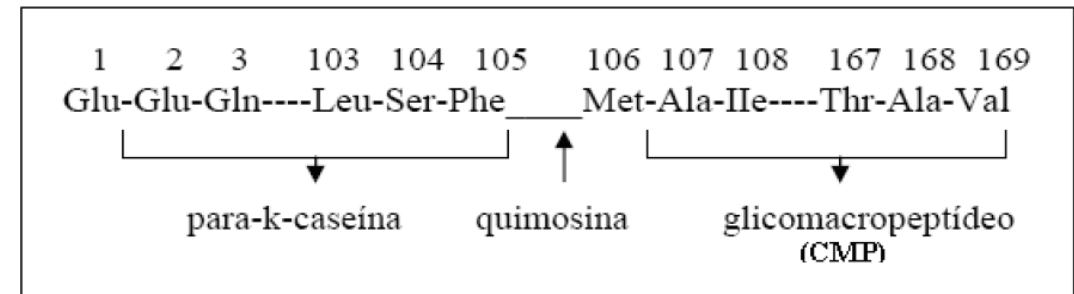 1 2 3 103 104 105 106 107 108 167 168 169
Glu-Glu-Gln----Leu-Ser-Phe____Met-Ala-IIe----Thr-Ala-Val
para-k-caseína quimosina glicomacropeptídeo
(CMP)